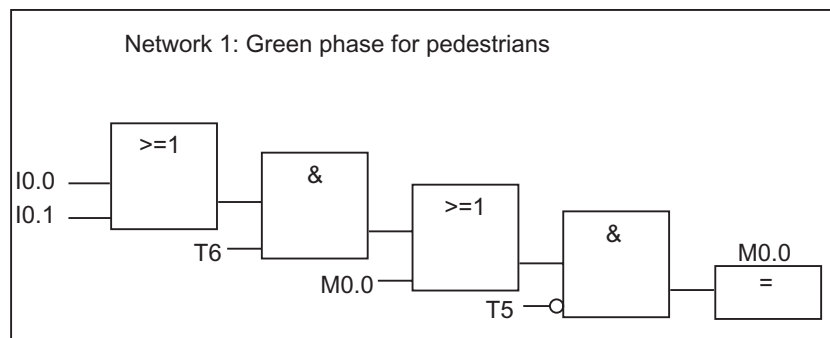 Network 1: Green phase for pedestrians
>=1
I0.0
I0.1
&
T6
>=1
M0.0
&
T5
M0.0
=